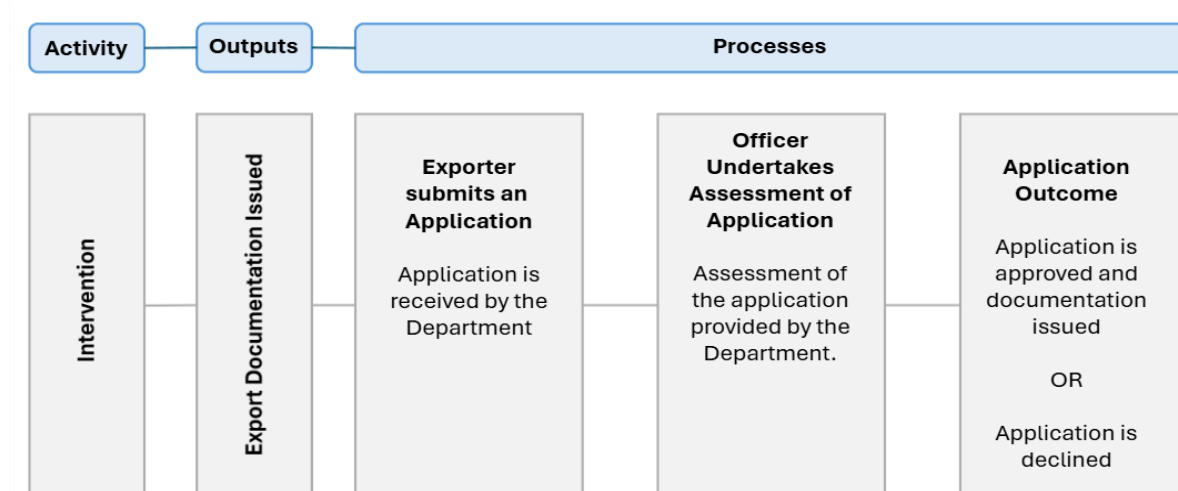 Activity
Outputs
Processes
Intervention
Export Documentation Issued
Exporter
submits an
Application
Application is
received by the
Department
Officer
Undertakes
Assessment of
Application
Assessment of
the application
provided by the
Department.
Application
Outcome
Application is
approved and
documentation
issued
OR
Application is
declined